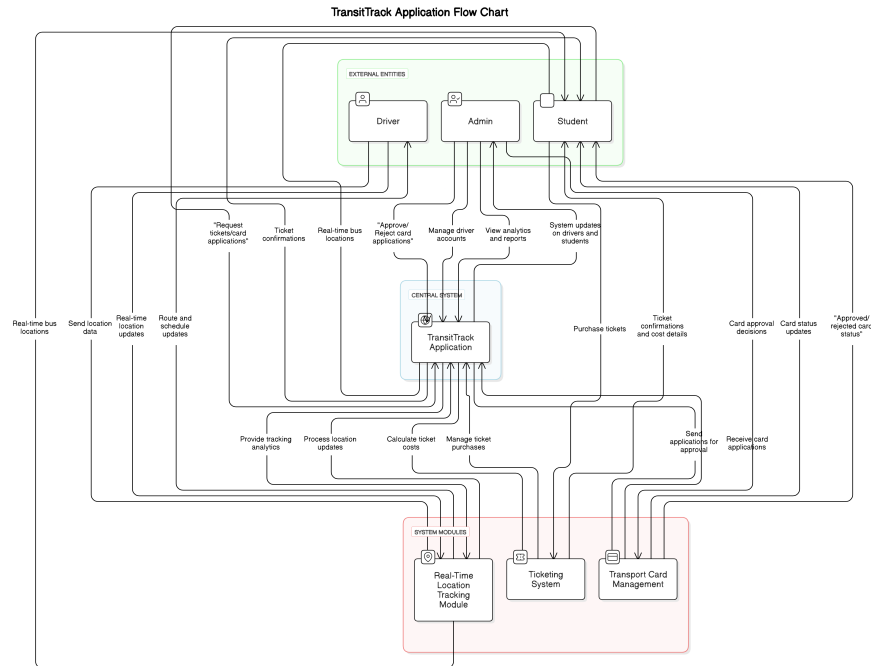 TransitTrack Application Flow Chart
EXTERNAL ENTITIES
Driver
Admin
Student
"Request
tickets/card
applications"
Ticket
confirmations
Real-time bus
locations
"Approve/
Reject card
applications"
Manage driver
accounts
View analytics
and reports
System updates
on drivers and
students
CENTRAL SYSTEM
TransitTrack
Application
Real-time bus
locations
Send location
data
Real-time
location
updates
Route and
schedule
updates
Purchase tickets
Ticket
confirmations
and cost details
Card approval
decisions
Card status
updates
"Approved/
rejected card
status"
Provide tracking
analytics
Process location
updates
Calculate ticket
costs
Manage ticket
purchases
Send
applications for
approval
Receive card
applications
SYSTEM MODULES
Real-Time
Location
Tracking
Module
Ticketing
System
Transport Card
Management